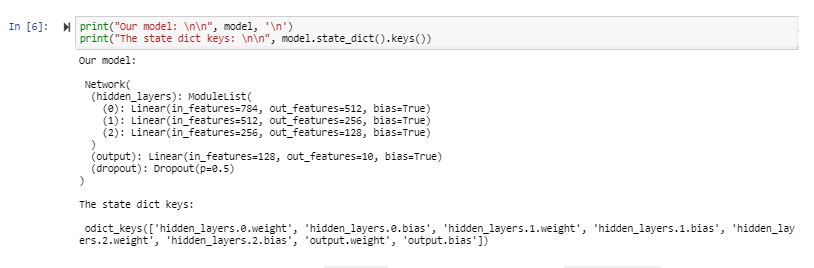 In [6]: print("Our model: \n\n", model, '\n')
print("The state dict keys: \n\n", model.state_dict().keys())
Our model:
Network(
(hidden_layers): ModuleList(
(0): Linear(in_features=784, out_features=512, bias=True)
(1): Linear(in_features=512, out_features=256, bias=True)
(2): Linear(in_features=256, out_features=128, bias=True)
)
(output): Linear(in_features=128, out_features=10, bias=True)
(dropout): Dropout(p=0.5)
)
The state dict keys:
odict_keys(['hidden_layers.0.weight', 'hidden_layers.0.bias', 'hidden_layers.1.weight', 'hidden_layers.1.bias', 'hidden_lay
ers.2.weight', 'hidden_layers.2.bias', 'output.weight', 'output.bias'])